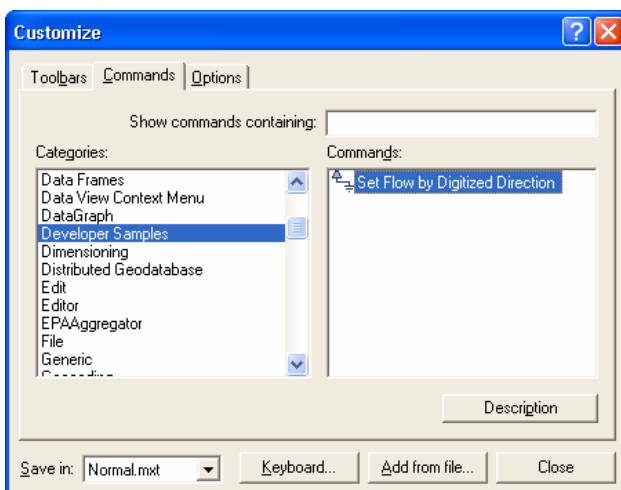 Customize
Toolbars Commands Options
Show commands containing:
Categories: Commands:
Data Frames
Data View Context Menu
DataGraph
Developer Samples
Dimensioning
Distributed Geodatabase
Edit
Editor
EPAAggregator
File
Generic
Set Flow by Digitized Direction
Description
Save in: Normal.mxt Keyboard... Add from file... Close